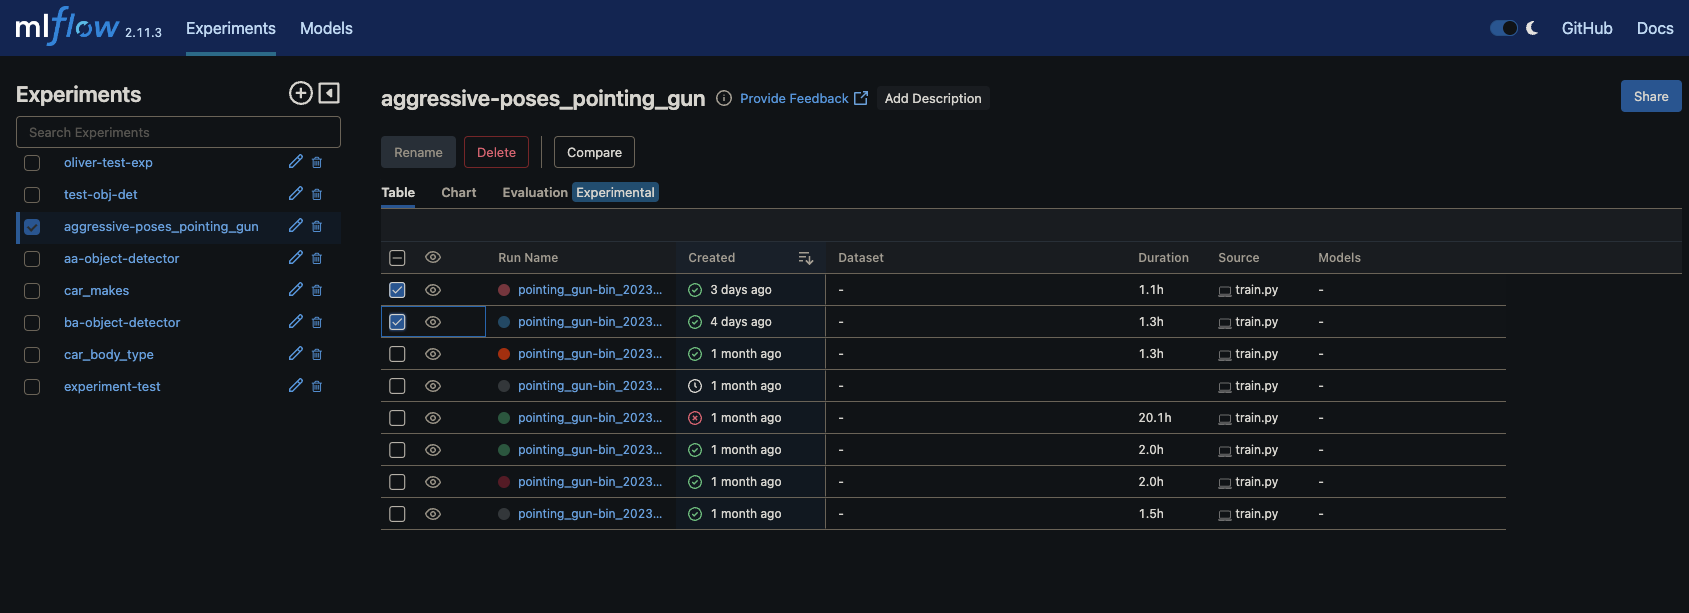 mlflow 2.11.3 Experiments Models GitHub Docs
Experiments
Search Experiments
oliver-test-exp
test-obj-det
aggressive-poses_pointing_gun
aa-object-detector
car_makes
ba-object-detector
car_body_type
experiment-test
aggressive-poses_pointing_gun Provide Feedback Add Description Share
Rename Delete Compare
Table Chart Evaluation Experimental
Run Name Created Dataset Duration Source Models
pointing_gun-bin_2023... 3 days ago - 1.1h train.py -
pointing_gun-bin_2023... 4 days ago - 1.3h train.py -
pointing_gun-bin_2023... 1 month ago - 1.3h train.py -
pointing_gun-bin_2023... 1 month ago - train.py -
pointing_gun-bin_2023... 1 month ago - 20.1h train.py -
pointing_gun-bin_2023... 1 month ago - 2.0h train.py -
pointing_gun-bin_2023... 1 month ago - 2.0h train.py -
pointing_gun-bin_2023... 1 month ago - 1.5h train.py -